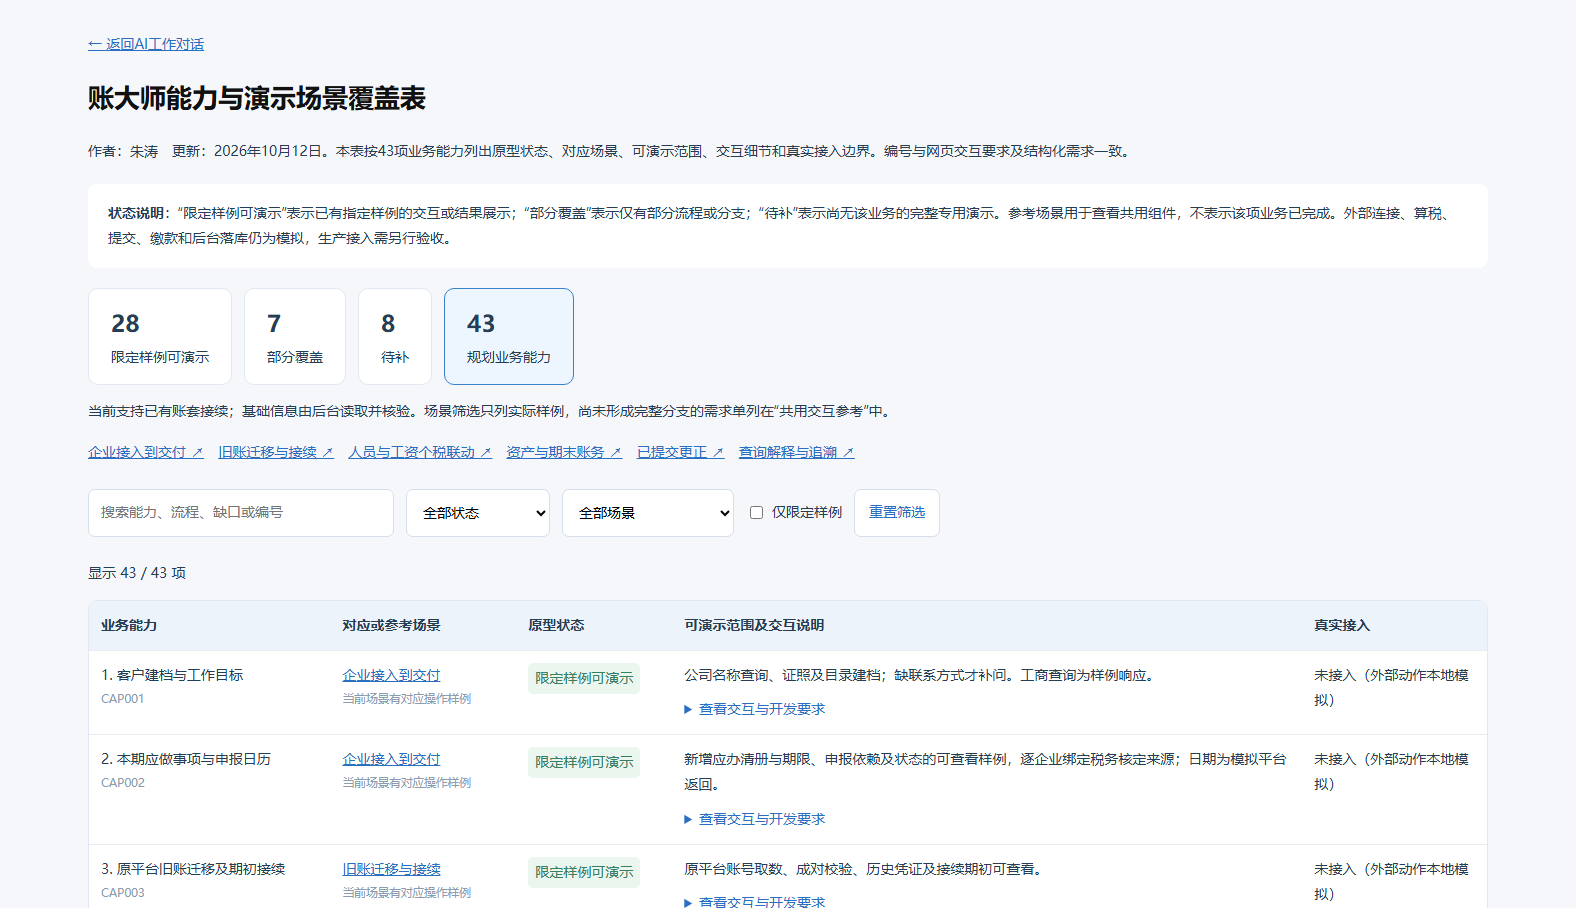 ← 返回AI工作对话
账大师能力与演示场景覆盖表
作者：朱涛　更新：2026年10月12日。本表按43项业务能力列出原型状态、对应场景、可演示范围、交互细节和真实接入边界。编号与网页交互要求及结构化需求一致。
状态说明：“限定样例可演示”表示已有指定样例的交互或结果展示；“部分覆盖”表示仅有部分流程或分支；“待补”表示尚无该业务的完整专用演示。参考场景用于查看共用组件，不表示该项业务已完成。外部连接、算税、
提交、缴款和后台落库仍为模拟，生产接入需另行验收。
28
限定样例可演示
7
部分覆盖
8
待补
43
规划业务能力
当前支持已有账套接续；基础信息由后台读取并核验。场景筛选只列实际样例，尚未形成完整分支的需求单列在“共用交互参考”中。
企业接入到交付 ↗ 旧账迁移与接续 ↗ 人员与工资个税联动 ↗ 资产与期末账务 ↗ 已提交更正 ↗ 查询解释与追溯 ↗
搜索能力、流程、缺口或编号 全部状态 全部场景 仅限定样例 重置筛选
显示 43 / 43 项
业务能力 对应或参考场景 原型状态 可演示范围及交互说明 真实接入
1. 客户建档与工作目标 企业接入到交付 限定样例可演示 公司名称查询、证照及目录建档；缺联系方式才补问。工商查询为样例响应。 未接入（外部动作本地模
CAP001 当前场景有对应操作样例 拟）
▶ 查看交互与开发要求
2. 本期应做事项与申报日历 企业接入到交付 限定样例可演示 新增应办清册与期限、申报依赖及状态的可查看样例，逐企业绑定税务核定来源；日期为模拟平台 未接入（外部动作本地模
CAP002 当前场景有对应操作样例 返回。 拟）
▶ 查看交互与开发要求
3. 原平台旧账迁移及期初接续 旧账迁移与接续 限定样例可演示 原平台账号取数、成对校验、历史凭证及接续期初可查看。 未接入（外部动作本地模
CAP003 当前场景有对应操作样例 拟）
▶ 查看交互与开发要求